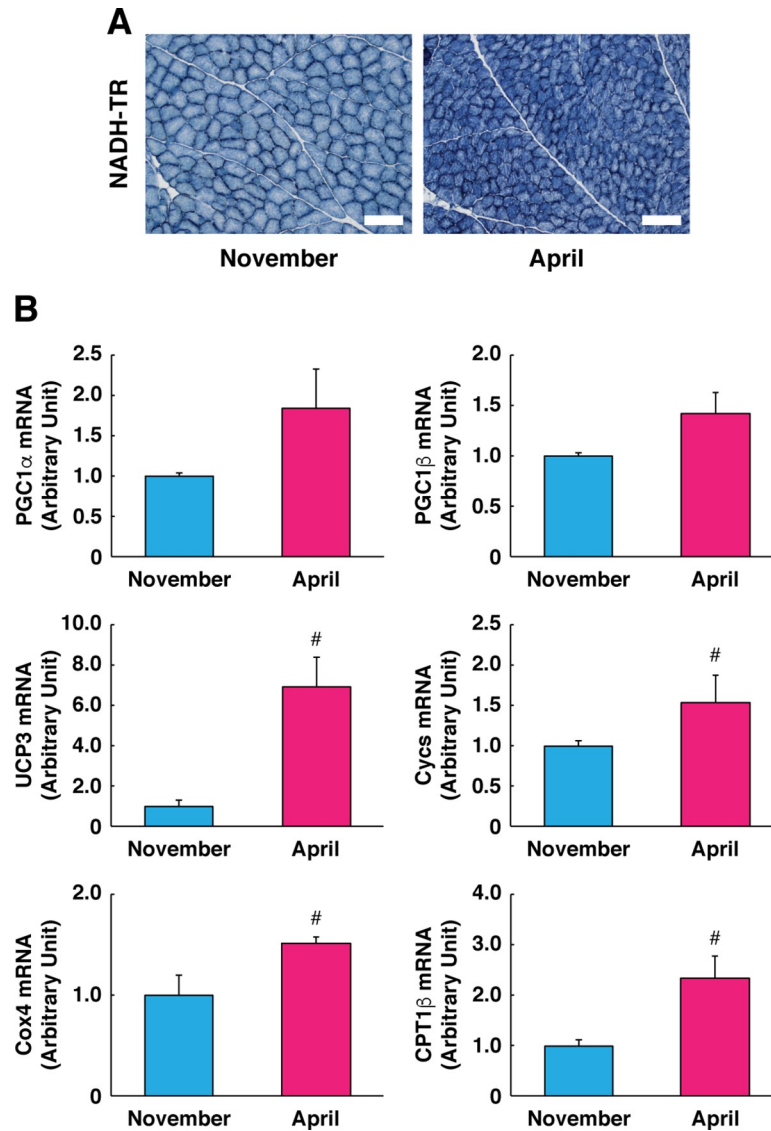 A
NADH-TR
November
April
B
PGC1α mRNA
(Arbitrary Unit)
2.5
2.0
1.5
1.0
0.5
0
November
April
PGC1β mRNA
(Arbitrary Unit)
2.0
1.5
1.0
0.5
0
November
April
UCP3 mRNA
(Arbitrary Unit)
10.0
8.0
6.0
4.0
2.0
0
#
November
April
Cycs mRNA
(Arbitrary Unit)
2.5
2.0
1.5
1.0
0.5
0
#
November
April
Cox4 mRNA
(Arbitrary Unit)
2.0
1.0
0
#
November
April
CPT1β mRNA
(Arbitrary Unit)
4.0
3.0
2.0
1.0
0
#
November
April